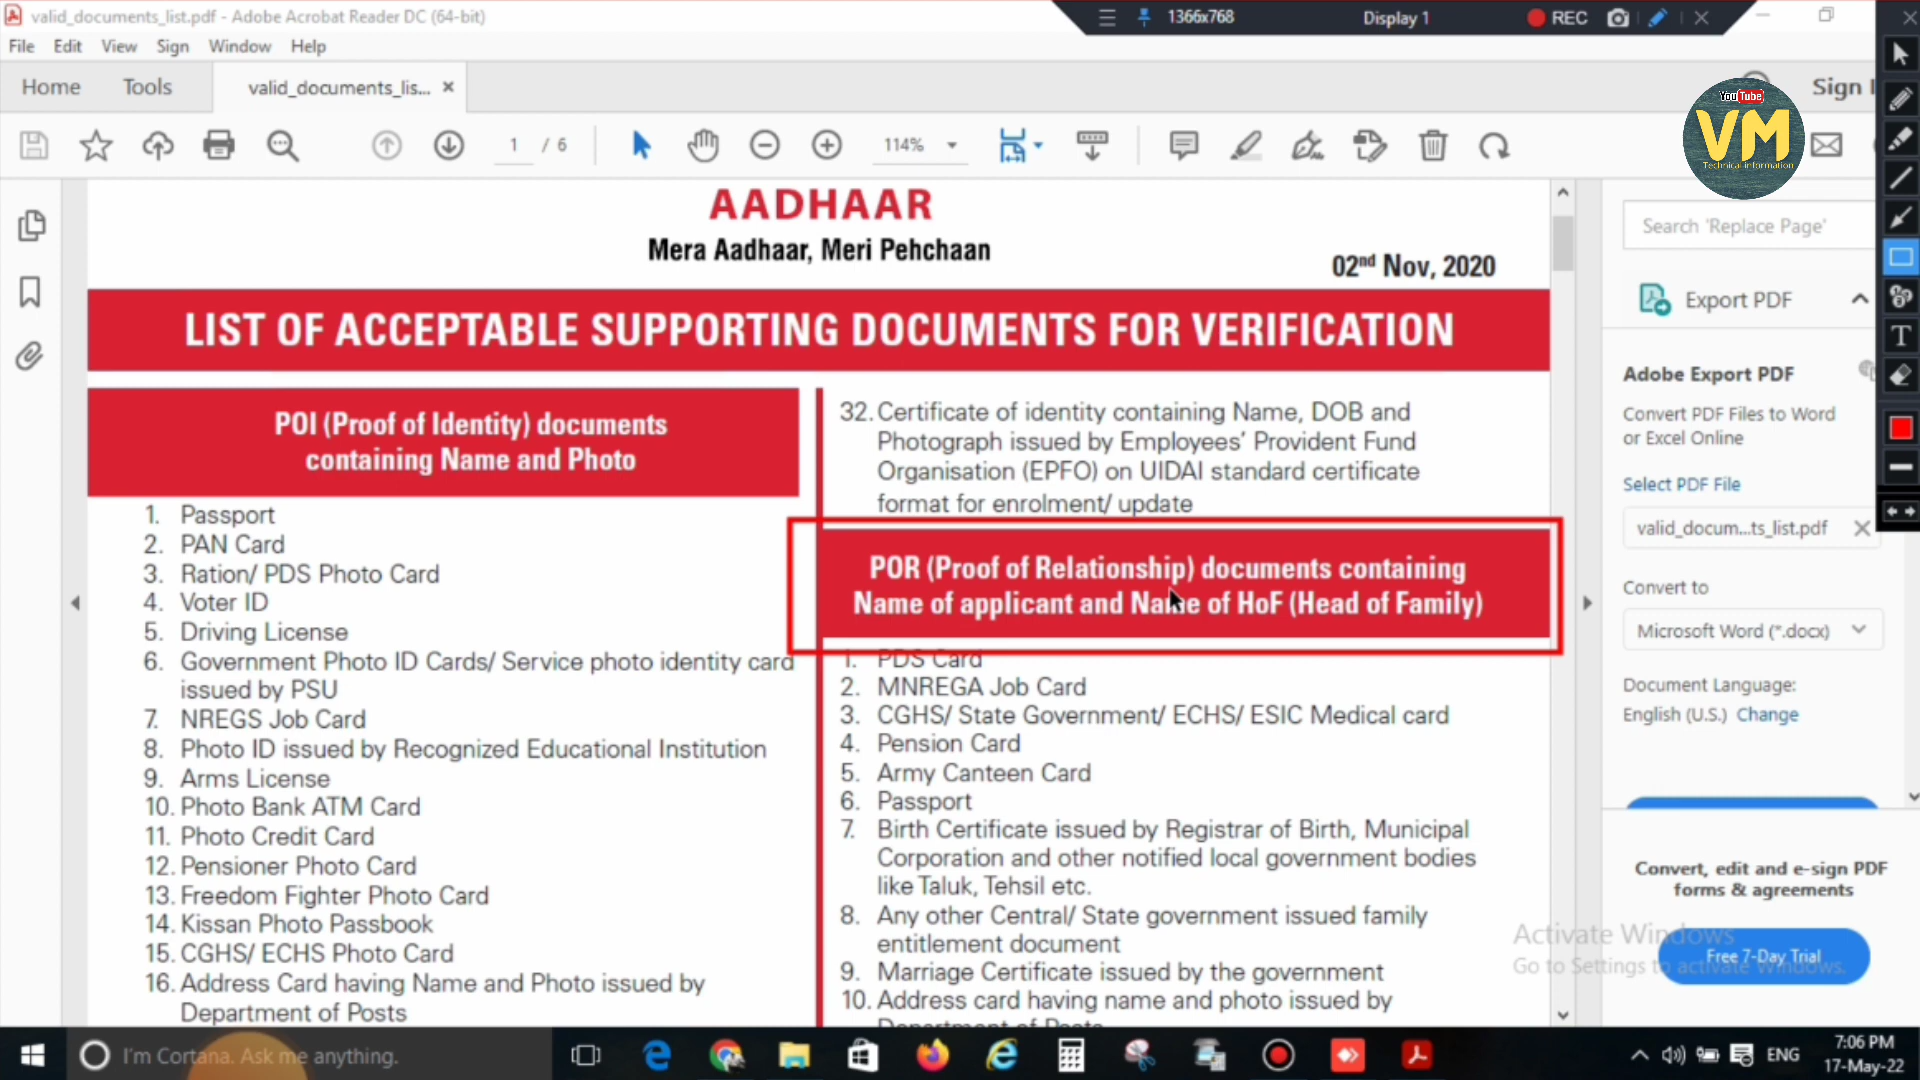 valid_documents_list.pdf - Adobe Acrobat Reader DC (64-bit)
1366x768
Display 1
REC
File Edit View Sign Window Help
Home
Tools
valid_documents_lis...
Sign
1 / 6
114%
YouTube
VM
Technical information
AADHAAR
Mera Aadhaar, Meri Pehchaan
02nd Nov, 2020
LIST OF ACCEPTABLE SUPPORTING DOCUMENTS FOR VERIFICATION
POI (Proof of Identity) documents
containing Name and Photo
1. Passport
2. PAN Card
3. Ration/ PDS Photo Card
4. Voter ID
5. Driving License
6. Government Photo ID Cards/ Service photo identity card
issued by PSU
7. NREGS Job Card
8. Photo ID issued by Recognized Educational Institution
9. Arms License
10. Photo Bank ATM Card
11. Photo Credit Card
12. Pensioner Photo Card
13. Freedom Fighter Photo Card
14. Kissan Photo Passbook
15. CGHS/ ECHS Photo Card
16. Address Card having Name and Photo issued by
Department of Posts
32. Certificate of identity containing Name, DOB and
Photograph issued by Employees' Provident Fund
Organisation (EPFO) on UIDAI standard certificate
format for enrolment/ update
POR (Proof of Relationship) documents containing
Name of applicant and Name of HoF (Head of Family)
1. PDS Card
2. MNREGA Job Card
3. CGHS/ State Government/ ECHS/ ESIC Medical card
4. Pension Card
5. Army Canteen Card
6. Passport
7. Birth Certificate issued by Registrar of Birth, Municipal
Corporation and other notified local government bodies
like Taluk, Tehsil etc.
8. Any other Central/ State government issued family
entitlement document
9. Marriage Certificate issued by the government
10. Address card having name and photo issued by
Department of Posts
Search 'Replace Page'
Export PDF
Adobe Export PDF
Convert PDF Files to Word
or Excel Online
Select PDF File
valid_docum...ts_list.pdf
Convert to
Microsoft Word (*.docx)
Document Language:
English (U.S.) Change
Convert, edit and e-sign PDF
forms & agreements
Free 7-Day Trial
Activate Windows
Go to Settings to activate Windows.
I'm Cortana. Ask me anything.
ENG
7:06 PM
17-May-22